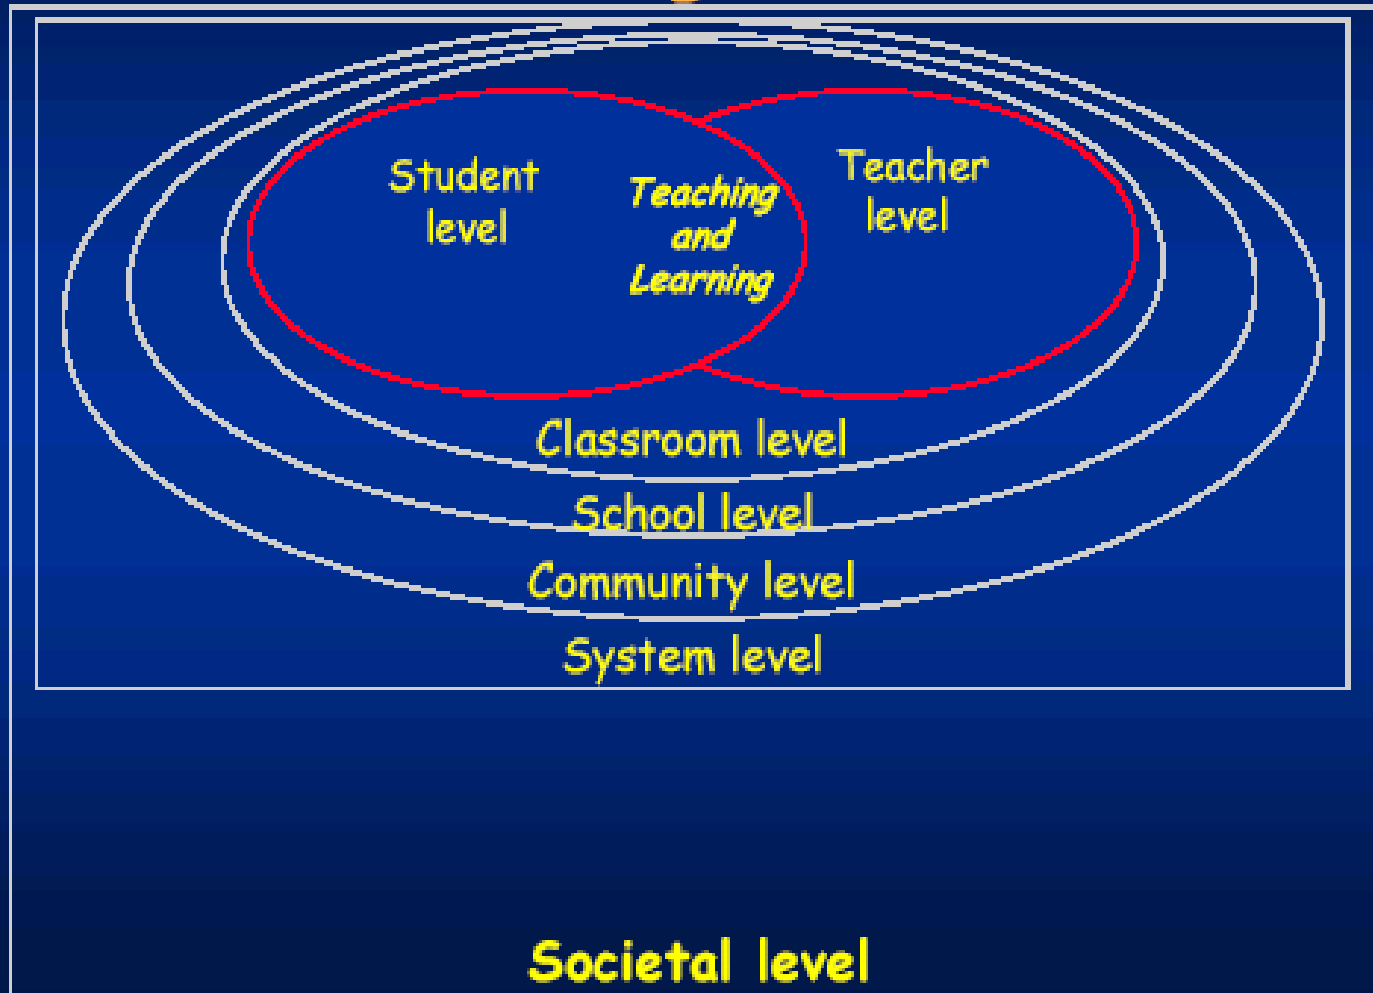 Student
level
Teaching
and
Learning
Teacher
level
Classroom level
School level
Community level
System level
Societal level